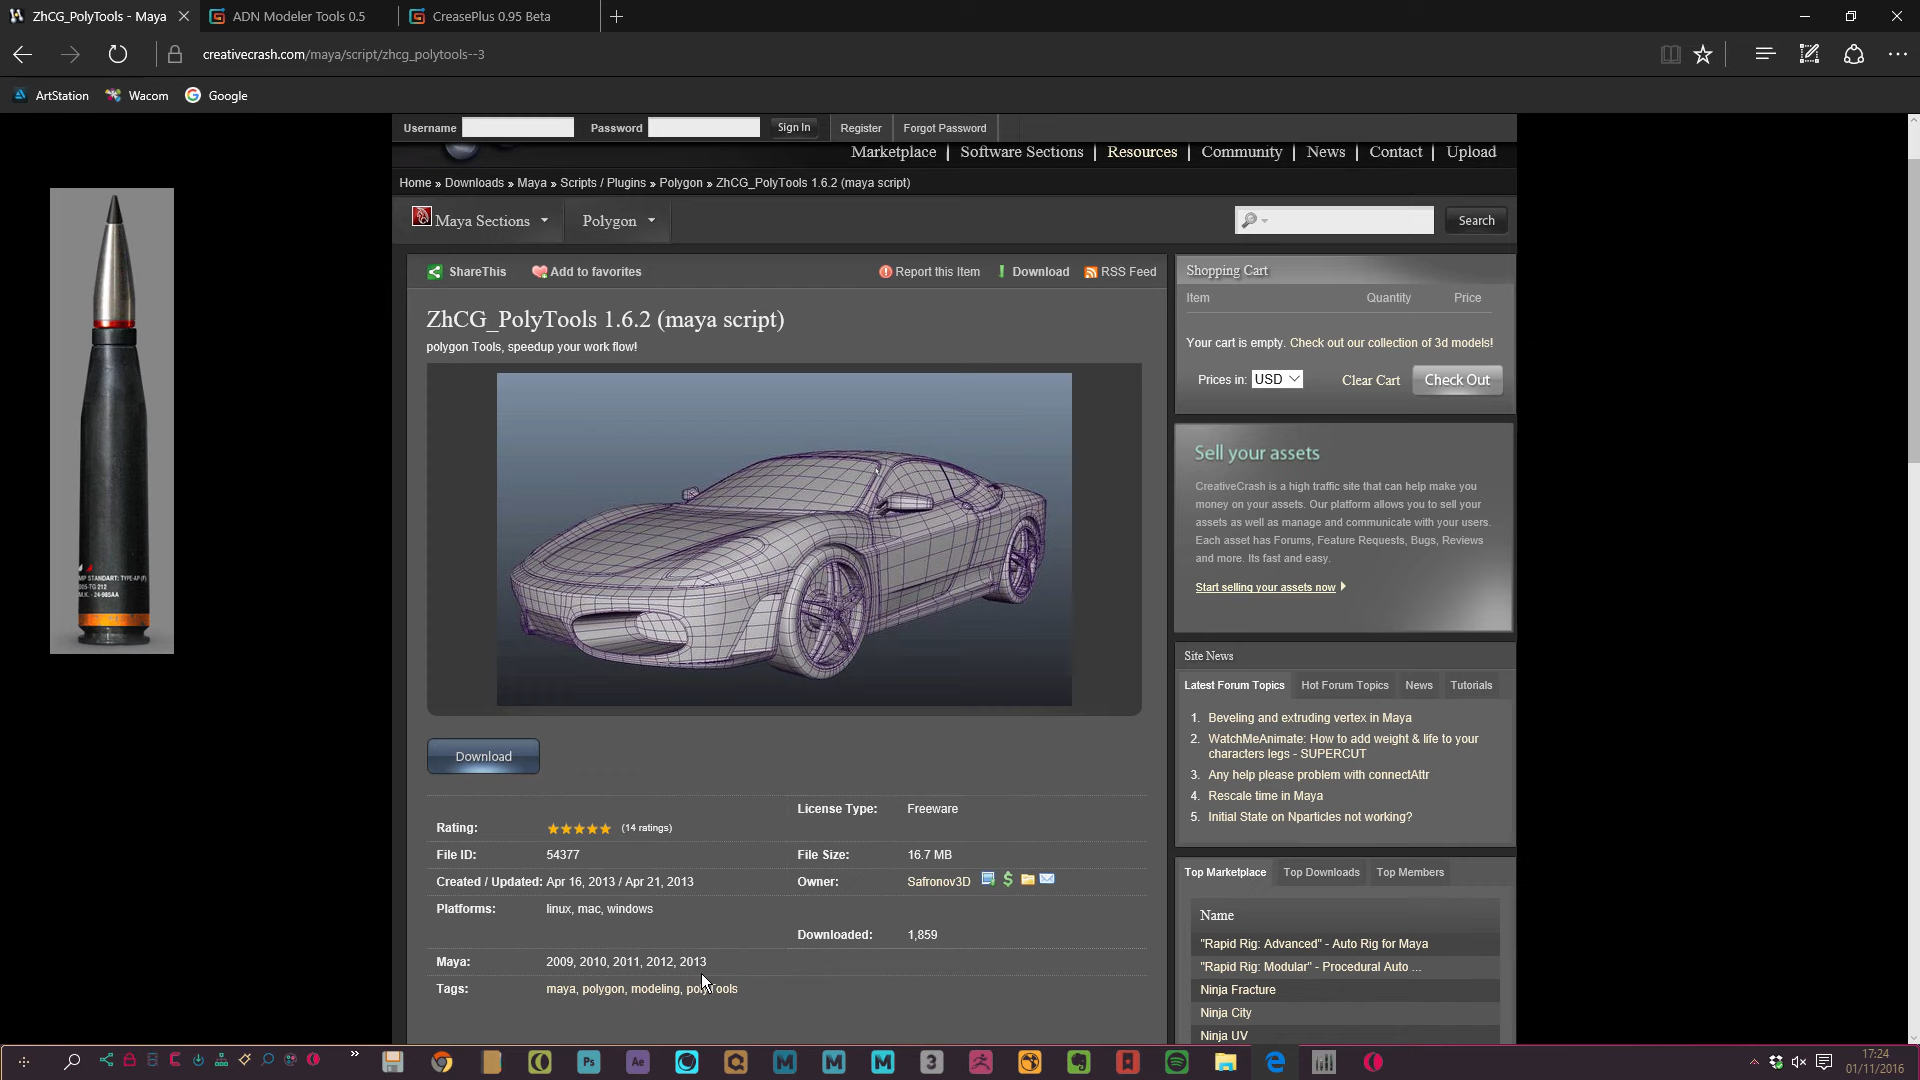 ZhCG_PolyTools - Maya
ADN Modeler Tools 0.5
CreasePlus 0.95 Beta
creativecrash.com/maya/script/zhcg_polytools--3
ArtStation Wacom Google
Username Password Sign In Register Forgot Password
Marketplace Software Sections Resources Community News Contact Upload
Home » Downloads » Maya » Scripts / Plugins » Polygon » ZhCG_PolyTools 1.6.2 (maya script)
Maya Sections Polygon Search
ShareThis Add to favorites Report this Item Download RSS Feed
ZhCG_PolyTools 1.6.2 (maya script)
polygon Tools, speedup your work flow!
Download
License Type: Freeware
Rating: (14 ratings)
File ID: 54377 File Size: 16.7 MB
Created / Updated: Apr 16, 2013 / Apr 21, 2013 Owner: Safronov3D
Platforms: linux, mac, windows
Downloaded: 1,859
Maya: 2009, 2010, 2011, 2012, 2013
Tags: maya, polygon, modeling, polyTools
Shopping Cart
Item Quantity Price
Your cart is empty. Check out our collection of 3d models!
Prices in: USD Clear Cart Check Out
Sell your assets
CreativeCrash is a high traffic site that can help make you
money on your assets. Our platform allows you to sell your
assets as well as manage and communicate with your users.
Each asset has Forums, Feature Requests, Bugs, Reviews
and more. Its fast and easy.
Start selling your assets now
Site News
Latest Forum Topics Hot Forum Topics News Tutorials
1. Beveling and extruding vertex in Maya
2. WatchMeAnimate: How to add weight & life to your
characters legs - SUPERCUT
3. Any help please problem with connectAttr
4. Rescale time in Maya
5. Initial State on Nparticles not working?
Top Marketplace Top Downloads Top Members
Name
"Rapid Rig: Advanced" - Auto Rig for Maya
"Rapid Rig: Modular" - Procedural Auto ...
Ninja Fracture
Ninja City
Ninja UV
MP STANDART: TYPE-AP (F)
005-TG 212
M.K. - 24-985AA
Ps Ae 3
17:24
01/11/2016